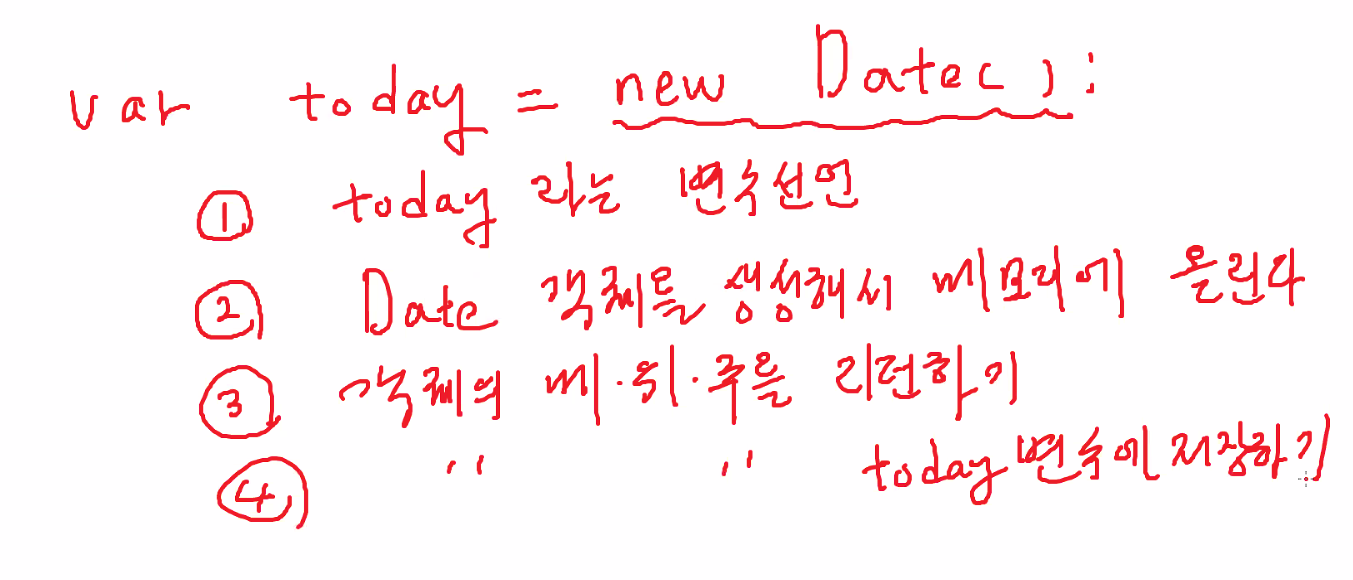 var today = new Date( );
① today 라는 변수선언
② Date 객체를 생성해서 메모리에 올린다
③ 객체의 메·위·주를 리턴하기
④ 〃 〃 today 변수에 저장하기